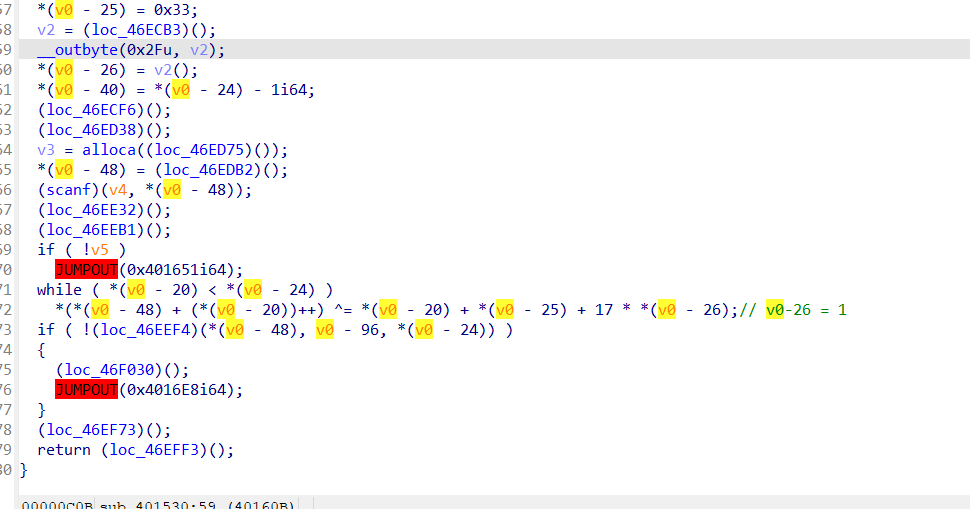 57 *(v0 - 25) = 0x33;
58 v2 = (loc_46ECB3)();
59 __outbyte(0x2Fu, v2);
60 *(v0 - 26) = v2();
61 *(v0 - 40) = *(v0 - 24) - 1i64;
62 (loc_46ECF6)();
63 (loc_46ED38)();
64 v3 = alloca((loc_46ED75)());
65 *(v0 - 48) = (loc_46EDB2)();
66 (scanf)(v4, *(v0 - 48));
67 (loc_46EE32)();
68 (loc_46EEB1)();
69 if ( !v5 )
70 JUMPOUT(0x401651i64);
71 while ( *(v0 - 20) < *(v0 - 24) )
72 *(*(v0 - 48) + (*(v0 - 20))++) ^= *(v0 - 20) + *(v0 - 25) + 17 * *(v0 - 26);// v0-26 = 1
73 if ( !(loc_46EEF4)(*(v0 - 48), v0 - 96, *(v0 - 24)) )
74 {
75 (loc_46F030)();
76 JUMPOUT(0x4016E8i64);
77 }
78 (loc_46EF73)();
79 return (loc_46EFF3)();
80 }
00000C0B sub_401530:59 (40160B)